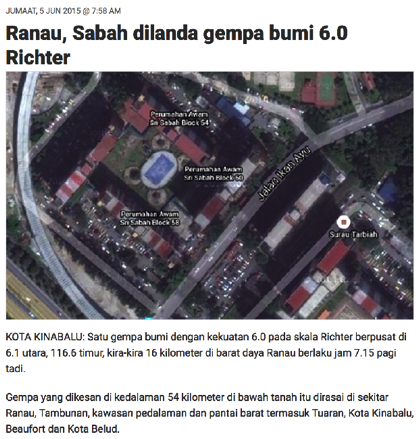 JUMAAT, 5 JUN 2015 @ 7:58 AM
Ranau, Sabah dilanda gempa bumi 6.0
Richter
Perumahan Awam
Sri Sabah Block 54
Perumahan Awam
Sri Sabah Block 50
Jalan Ikan Ayu
Perumahan Awam
Sri Sabah Block 58
Surau Tarbiah
KOTA KINABALU: Satu gempa bumi dengan kekuatan 6.0 pada skala Richter berpusat di
6.1 utara, 116.6 timur, kira-kira 16 kilometer di barat daya Ranau berlaku jam 7.15 pagi
tadi.
Gempa yang dikesan di kedalaman 54 kilometer di bawah tanah itu dirasai di sekitar
Ranau, Tambunan, kawasan pedalaman dan pantai barat termasuk Tuaran, Kota Kinabalu,
Beaufort dan Kota Belud.